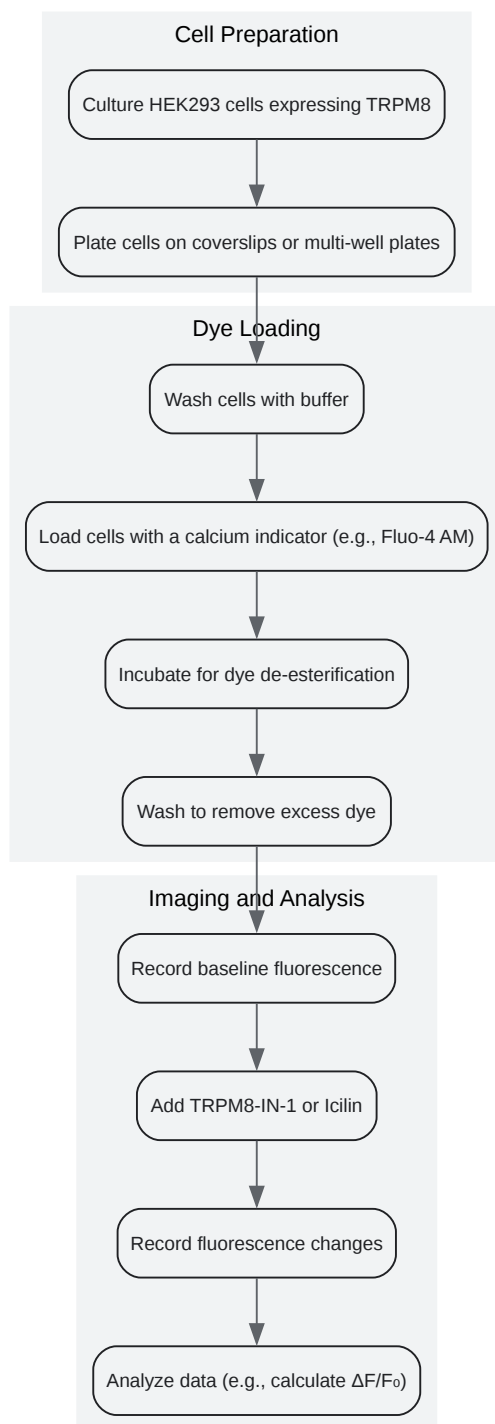 Cell Preparation
Culture HEK293 cells expressing TRPM8
Plate cells on coverslips or multi-well plates
Dye Loading
Wash cells with buffer
Load cells with a calcium indicator (e.g., Fluo-4 AM)
Incubate for dye de-esterification
Wash to remove excess dye
Imaging and Analysis
Record baseline fluorescence
Add TRPM8-IN-1 or Icilin
Record fluorescence changes
Analyze data (e.g., calculate ΔF/F₀)